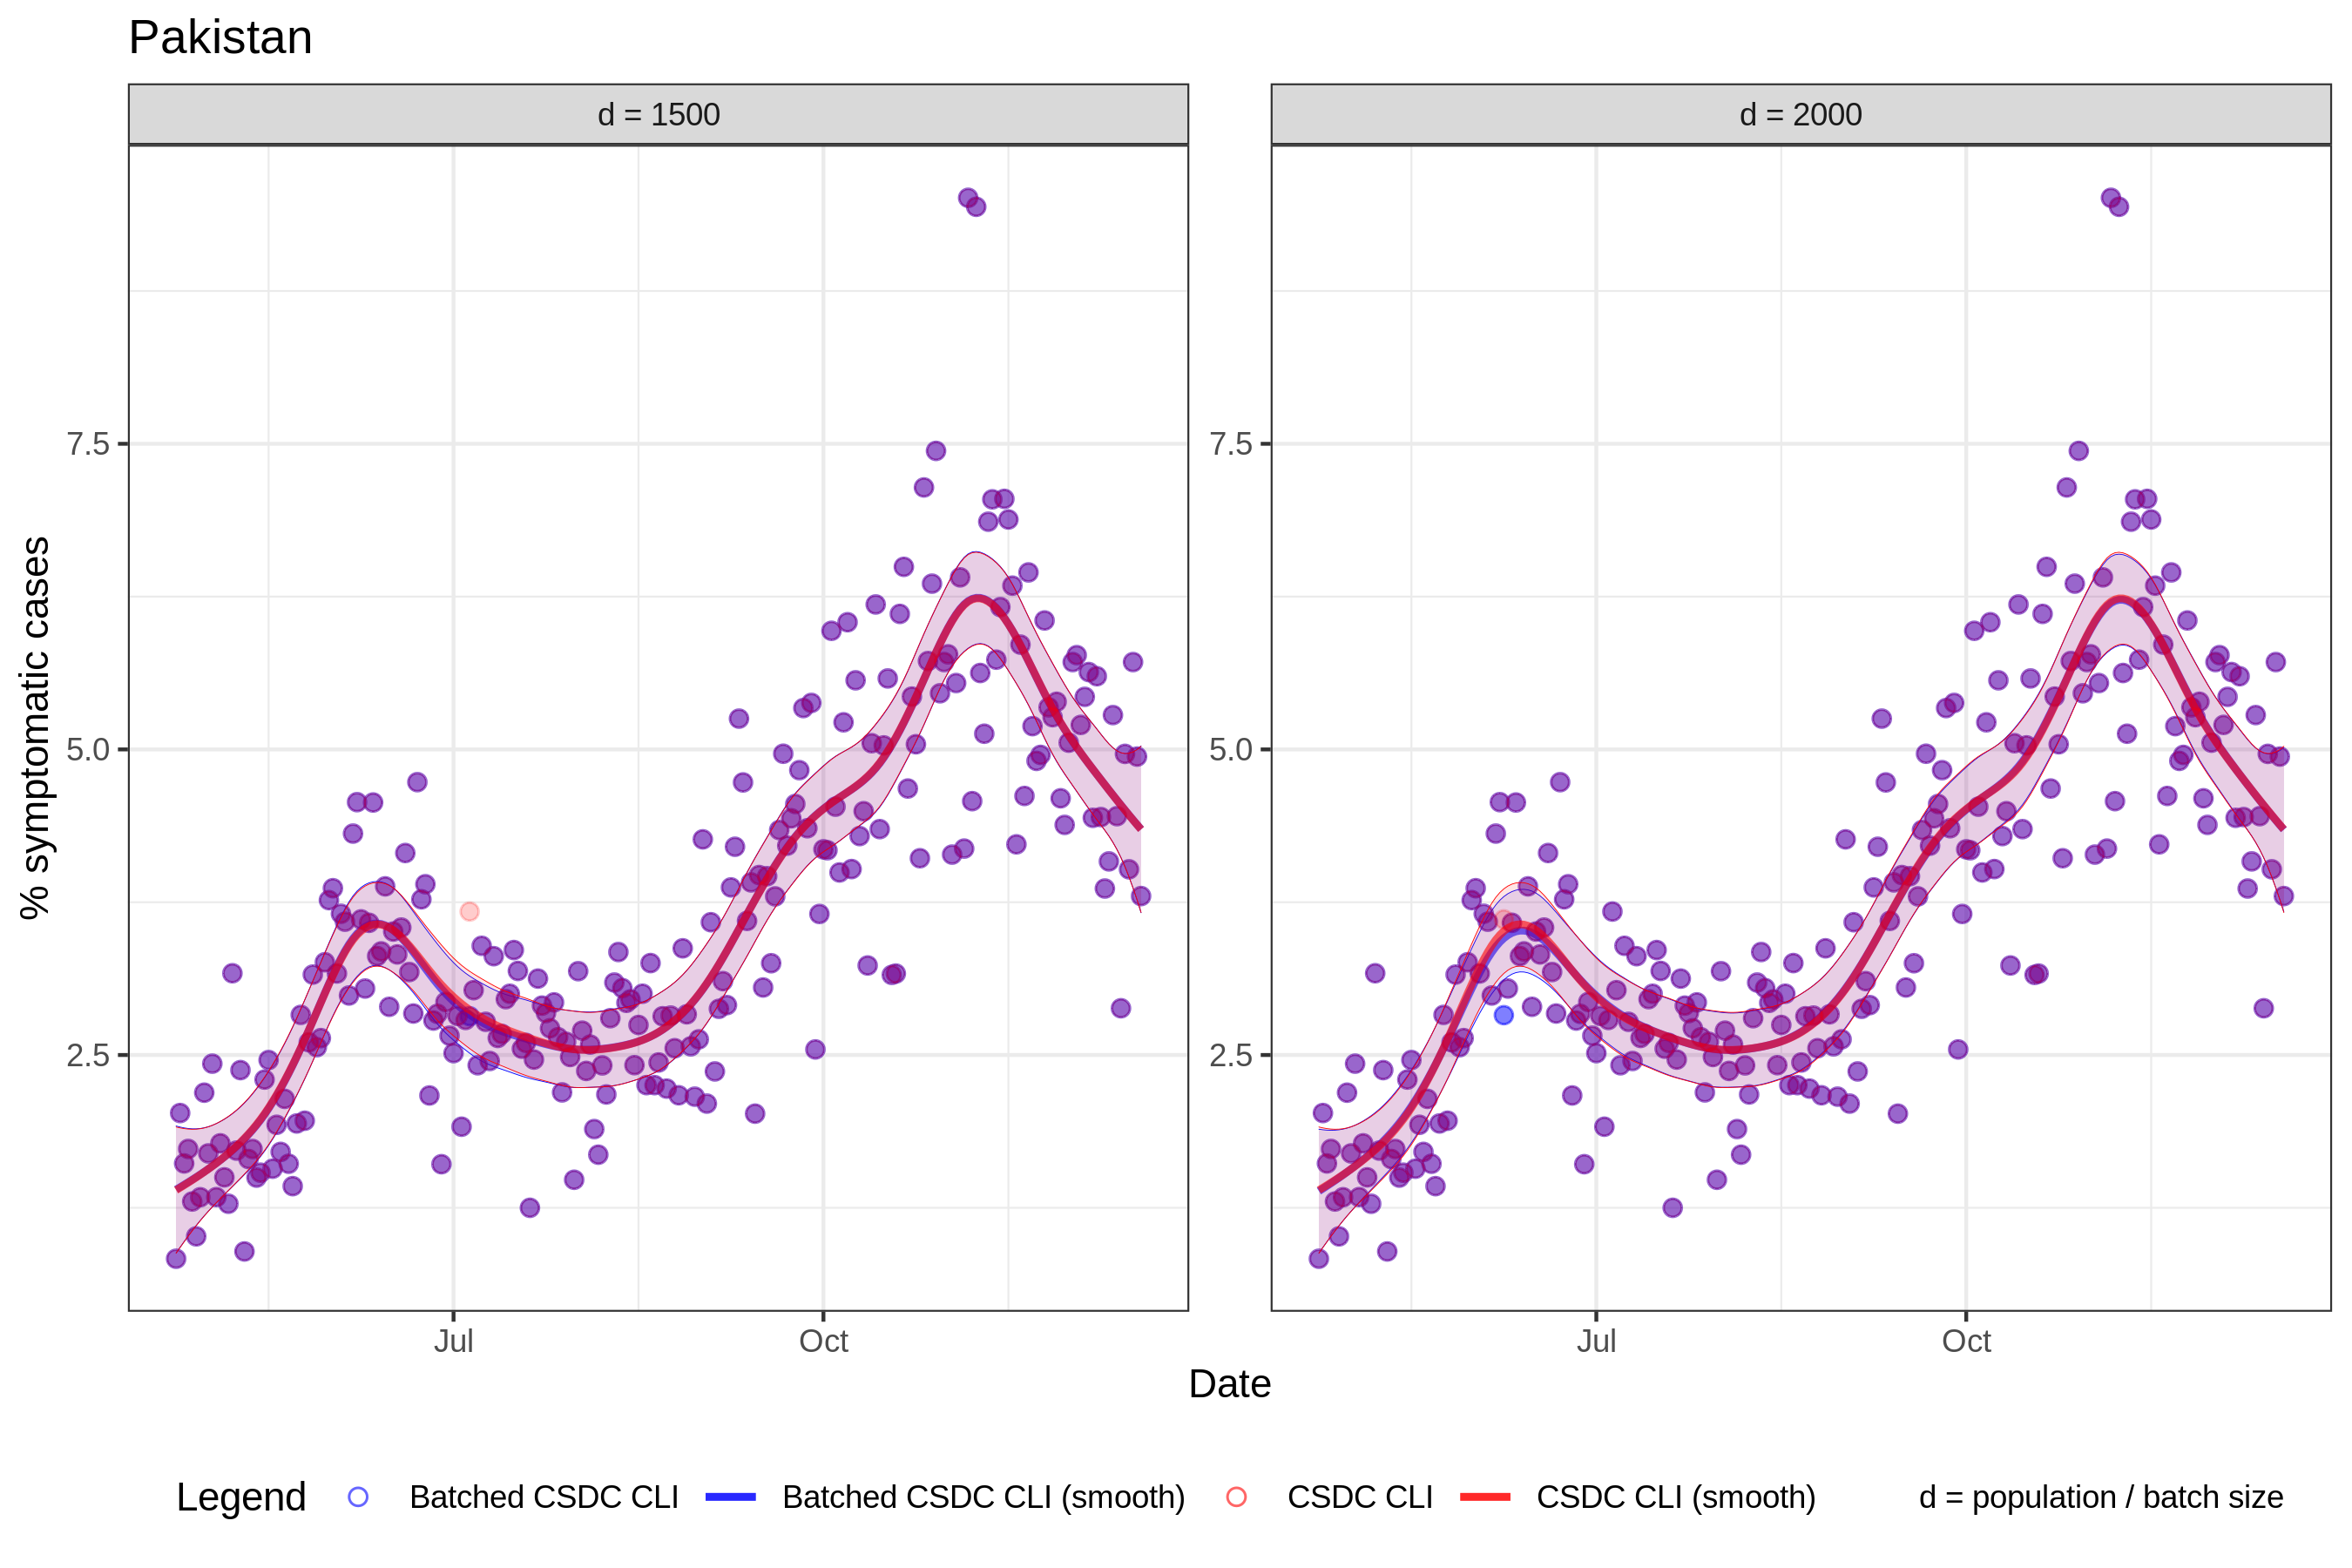 Pakistan
d = 1500
d = 2000
% symptomatic cases
7.5
5.0
2.5
7.5
5.0
2.5
Jul
Oct
Jul
Oct
Date
Legend
Batched CSDC CLI
Batched CSDC CLI (smooth)
CSDC CLI
CSDC CLI (smooth)
d = population / batch size